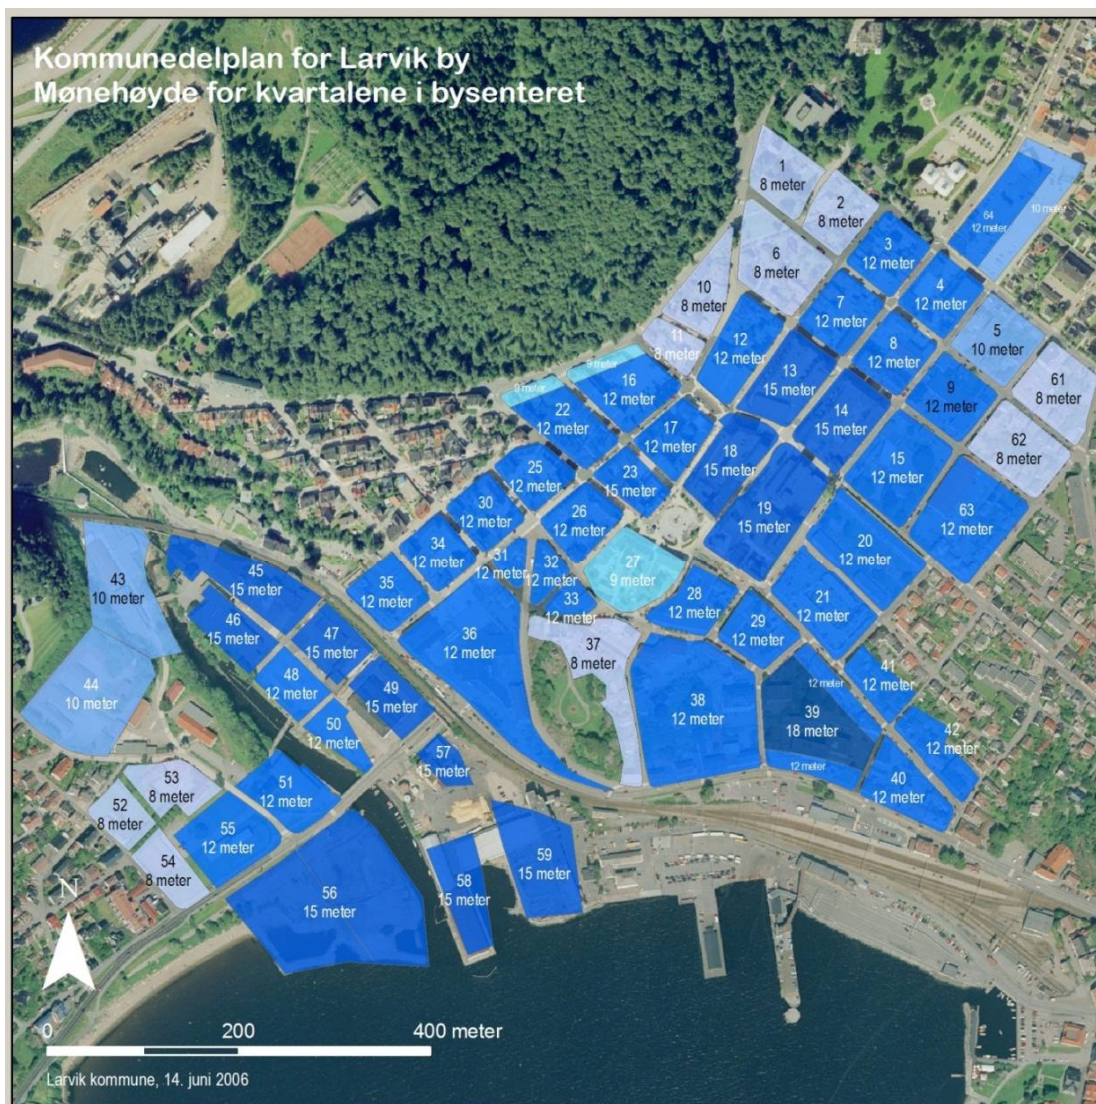 Kommunedelplan for Larvik by
Mønehøyde for kvartalene i bysenteret
1
8 meter
2
8 meter
3
12 meter
4
12 meter
5
10 meter
6
8 meter
7
12 meter
8
12 meter
9
12 meter
10
8 meter
11
8 meter
12
12 meter
13
15 meter
14
15 meter
15
12 meter
16
12 meter
9 meter
17
12 meter
18
15 meter
19
15 meter
20
12 meter
21
12 meter
22
12 meter
9 meter
23
15 meter
25
12 meter
26
12 meter
27
9 meter
28
12 meter
29
12 meter
30
12 meter
31
12 meter
32
12 meter
33
12 meter
34
12 meter
35
12 meter
36
12 meter
37
8 meter
38
12 meter
12 meter
39
18 meter
12 meter
40
12 meter
41
12 meter
42
12 meter
43
10 meter
44
10 meter
45
15 meter
46
15 meter
47
15 meter
48
12 meter
49
15 meter
50
12 meter
51
12 meter
52
8 meter
53
8 meter
54
8 meter
55
12 meter
56
15 meter
57
15 meter
58
15 meter
59
15 meter
61
8 meter
62
8 meter
63
12 meter
64
12 meter
10 meter
N
0 200 400 meter
Larvik kommune, 14. juni 2006